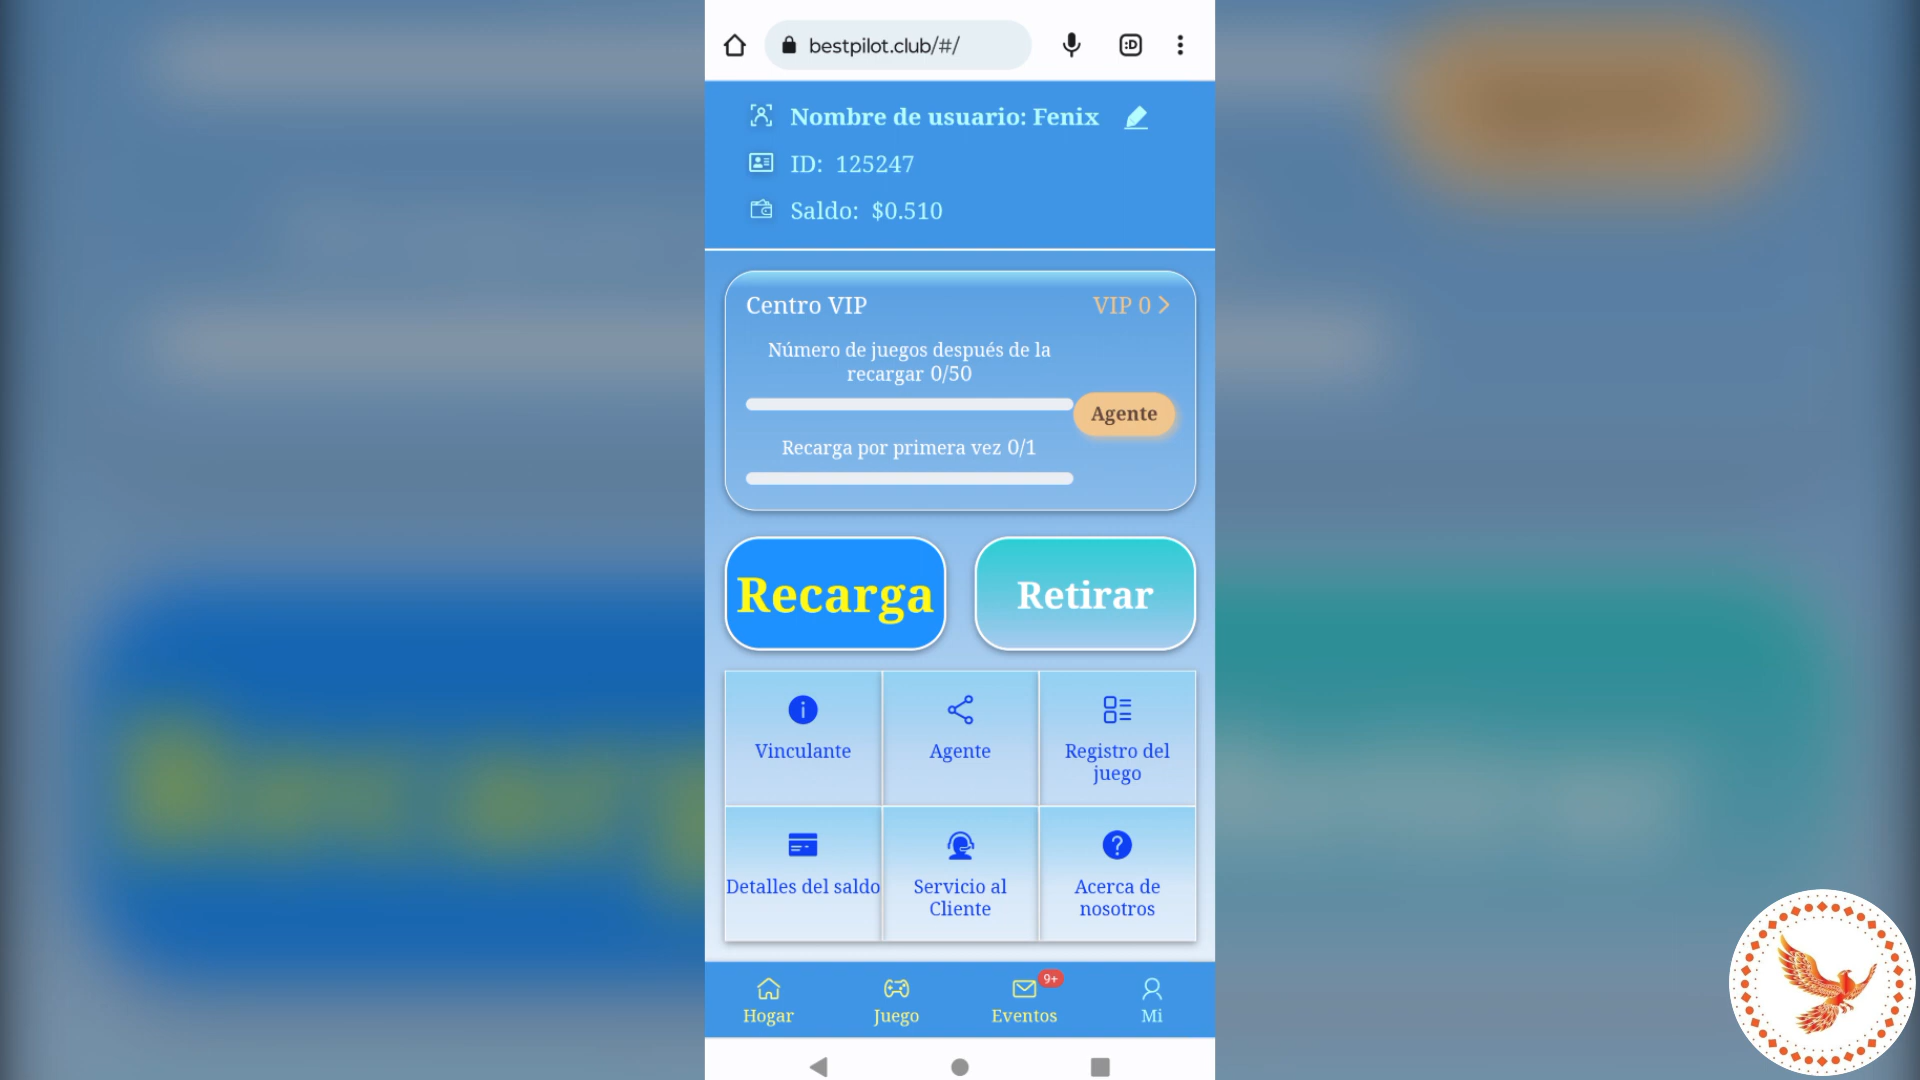 bestpilot.club/#/
:D
Nombre de usuario: Fenix
ID: 125247
Saldo: $0.510
Centro VIP
VIP 0
Número de juegos después de la
recargar 0/50
Agente
Recarga por primera vez 0/1
Recarga
Retirar
Vinculante
Agente
Registro del
juego
Detalles del saldo
Servicio al
Cliente
Acerca de
nosotros
9+
Hogar
Juego
Eventos
Mi